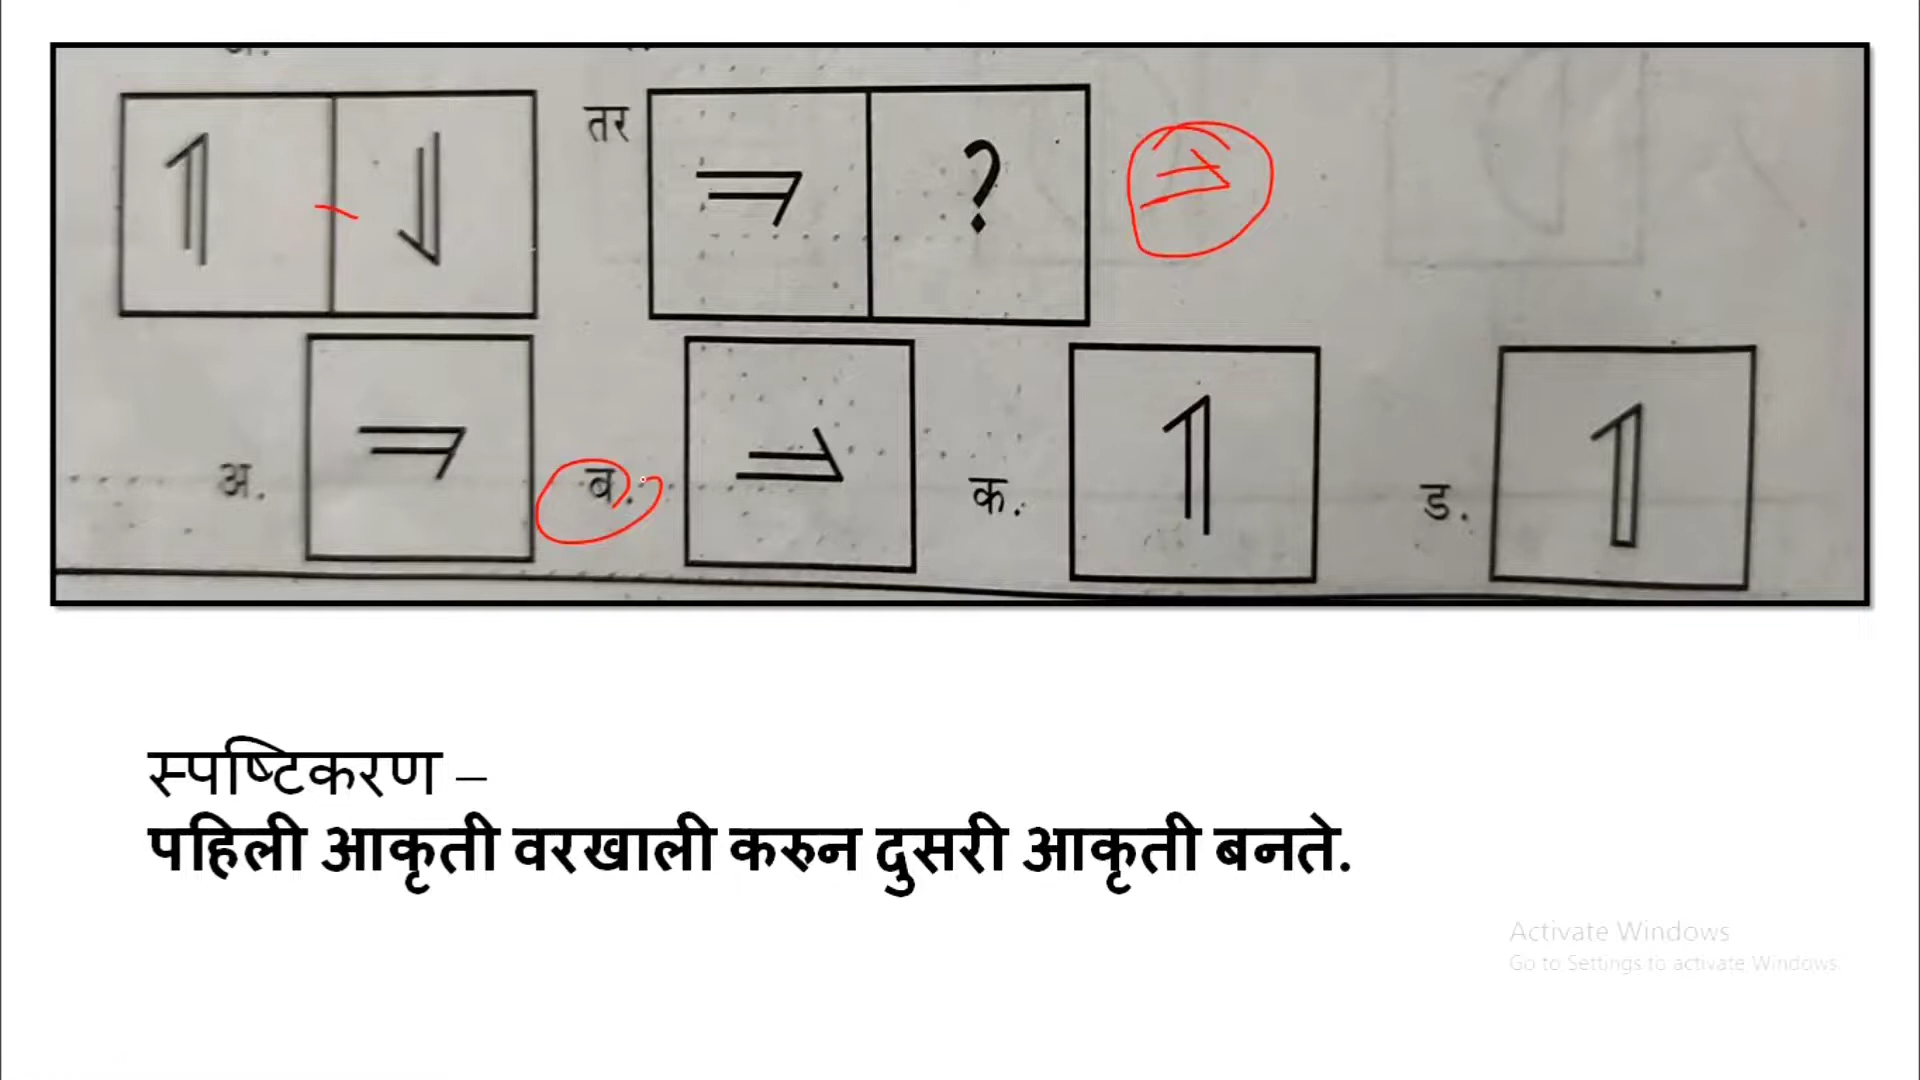 तर
?
अ. ब. क. ड.
स्पष्टिकरण –
पहिली आकृती वरखाली करुन दुसरी आकृती बनते.
Activate Windows
Go to Settings to activate Windows.